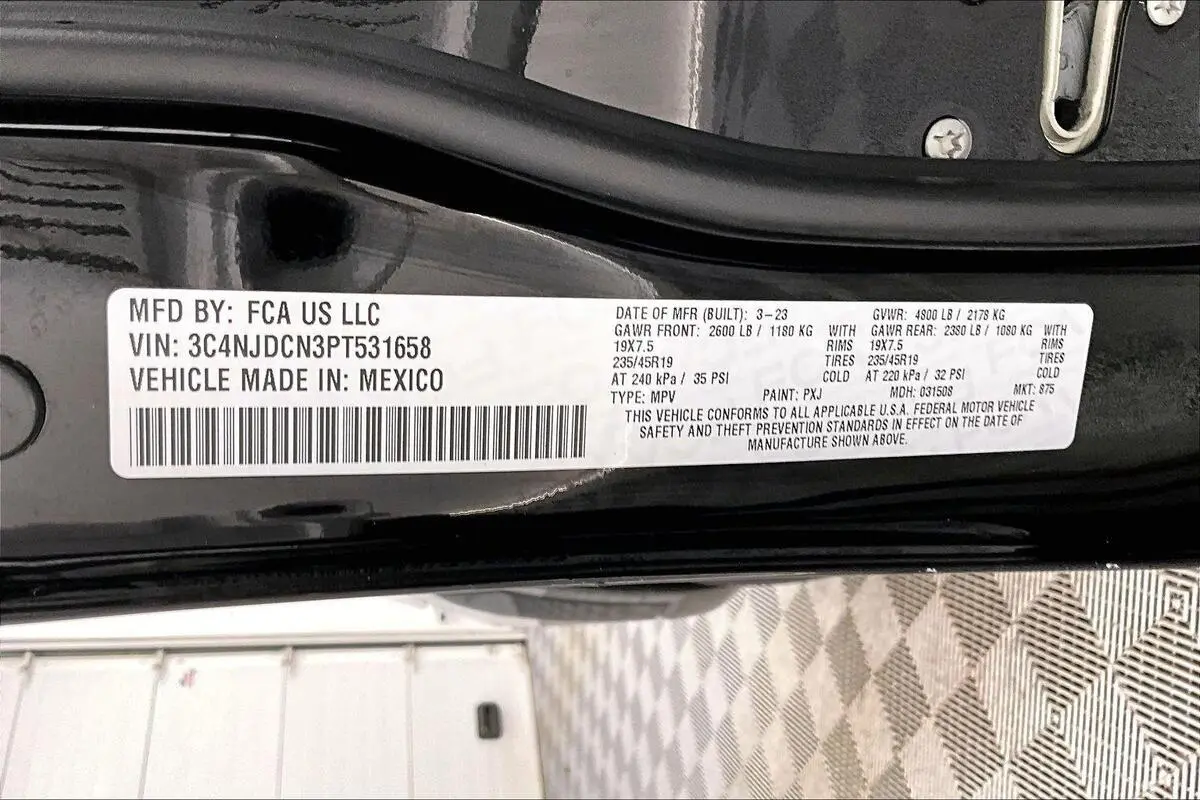 MFD BY: FCA US LLC
VIN: 3C4NJDCN3PT531658
VEHICLE MADE IN: MEXICO
DATE OF MFR (BUILT): 3-23 GVWR: 4800 LB / 2178 KG
GAWR FRONT: 2600 LB / 1180 KG WITH GAWR REAR: 2380 LB / 1080 KG WITH
19X7.5 RIMS 19X7.5 RIMS
235/45R19 TIRES 235/45R19 TIRES
AT 240 kPa / 35 PSI COLD AT 220 kPa / 32 PSI COLD
TYPE: MPV PAINT: PXJ MDH: 031508 MKT: 875
THIS VEHICLE CONFORMS TO ALL APPLICABLE U.S.A. FEDERAL MOTOR VEHICLE
SAFETY AND THEFT PREVENTION STANDARDS IN EFFECT ON THE DATE OF
MANUFACTURE SHOWN ABOVE.